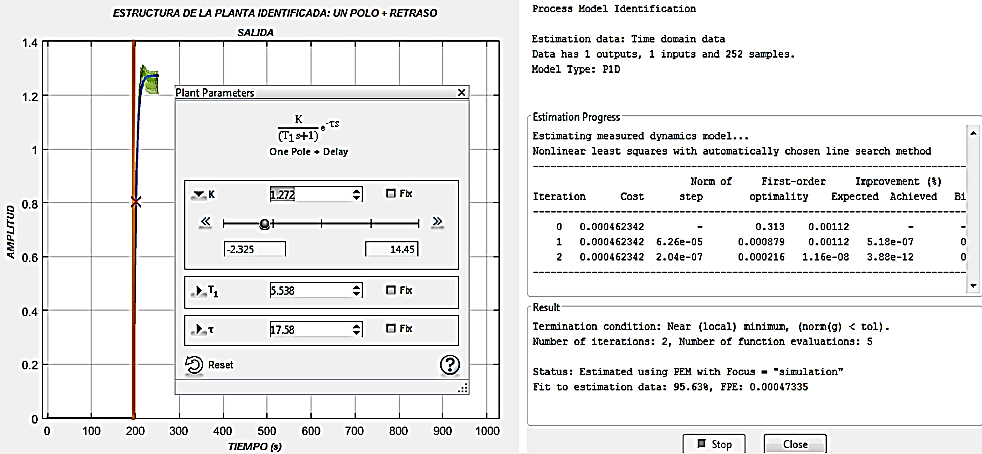 ESTRUCTURA DE LA PLANTA IDENTIFICADA: UN POLO + RETRASO
SALIDA
AMPLITUD
1.4
1.2
1
0.8
0.6
0.4
0.2
0
0 100 200 300 400 500 600 700 800 900 1000
TIEMPO (s)
Plant Parameters
K
(T1 s+1) e^-τs
One Pole + Delay
K 1.272 Fix
-2.325 14.45
T1 5.538 Fix
τ 17.58 Fix
Reset
Process Model Identification
Estimation data: Time domain data
Data has 1 outputs, 1 inputs and 252 samples.
Model Type: P1D
Estimation Progress
Estimating measured dynamics model...
Nonlinear least squares with automatically chosen line search method
Norm of First-order Improvement (%)
Iteration Cost step optimality Expected Achieved Bi
0 0.000462342 - 0.313 0.00112 - -
1 0.000462342 6.26e-05 0.000879 0.00112 5.18e-07 0
2 0.000462342 2.04e-07 0.000216 1.16e-08 3.88e-12 0
Result
Termination condition: Near (local) minimum, (norm(g) < tol).
Number of iterations: 2, Number of function evaluations: 5
Status: Estimated using PEM with Focus = "simulation"
Fit to estimation data: 95.63%, FPE: 0.00047335
Stop
Close